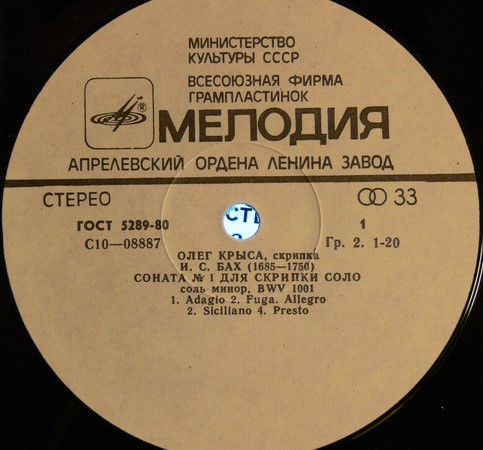 МИНИСТЕРСТВО
КУЛЬТУРЫ СССР
ВСЕСОЮЗНАЯ ФИРМА
ГРАМПЛАСТИНОК
® МЕЛОДИЯ
АПРЕЛЕВСКИЙ ОРДЕНА ЛЕНИНА ЗАВОД
СТЕРЕО 33
ГОСТ 5289-80 1
С10—08887 Гр. 2. 1-20
ОЛЕГ КРЫСА, скрипка
И. С. БАХ (1685—1750)
СОНАТА № 1 ДЛЯ СКРИПКИ СОЛО
соль минор, BWV 1001
1. Adagio 2. Fuga. Allegro
2. Siciliano 4. Presto